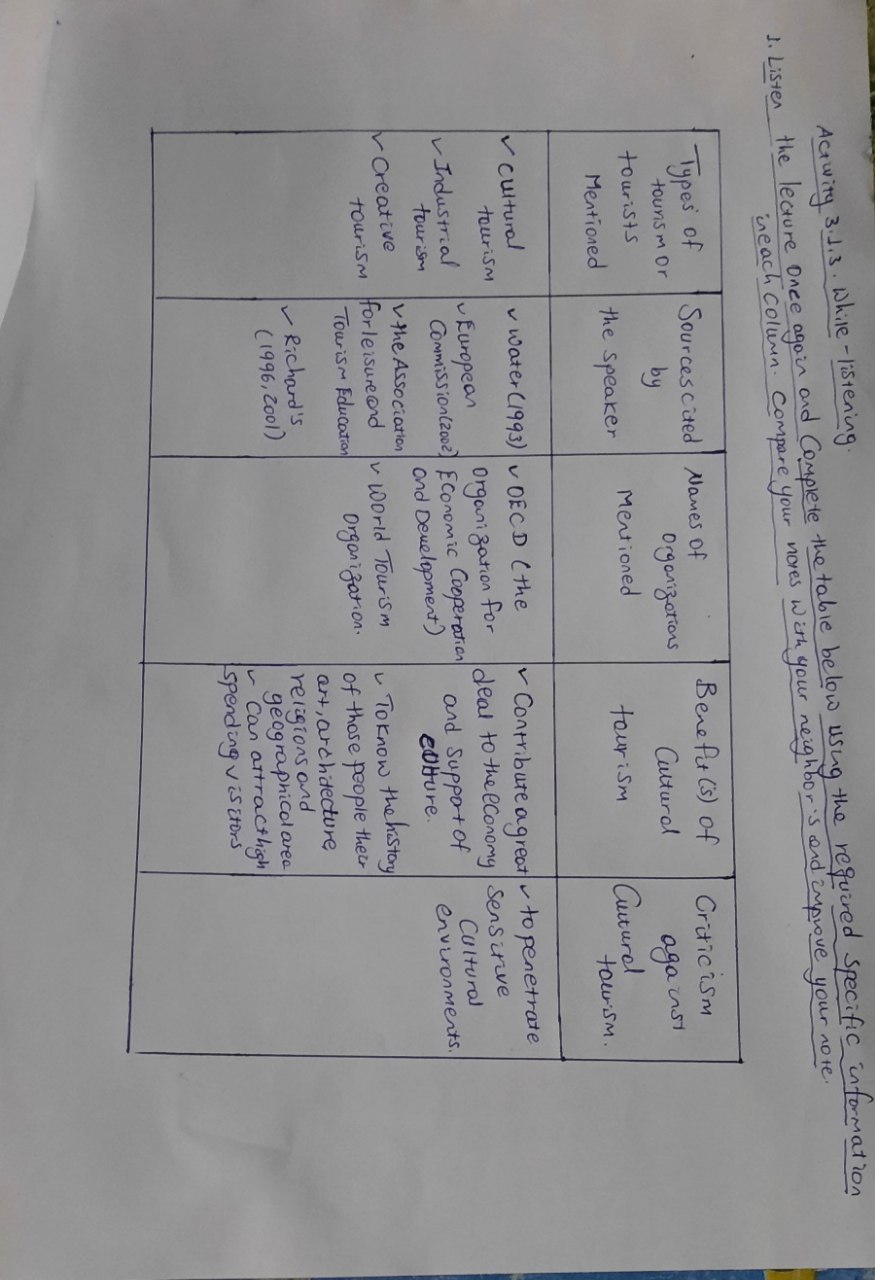 Activity 3.1.3. While-listening.
1. Listen the lecture once again and complete the table below using the required specific information
in each column. Compare your notes with your neighbor's and improve your note.
Types of
tourism or
tourists
Mentioned
Sources cited
by
the speaker
Names of
Organizations
Mentioned
Benefit(s) of
Cultural
tourism
Criticism
against
Cultural
tourism.
✓ cultural
tourism
✓ Industrial
tourism
✓ Creative
tourism
✓ Water (1993)
✓ European
Commission (2002)
✓ the Association
for leisure and
Tourism Education
✓ Richard's
(1996, 2001)
✓ OECD (the
organization for
Economic Cooperation
and Development)
✓ World Tourism
Organization.
✓ Contribute a great
deal to the economy
and support of
culture.
✓ To know the history
of those people their
art, architecture,
religions and
geographical area
✓ Can attract high
spending visitors
✓ to penetrate
sensitive
Cultural
environments.